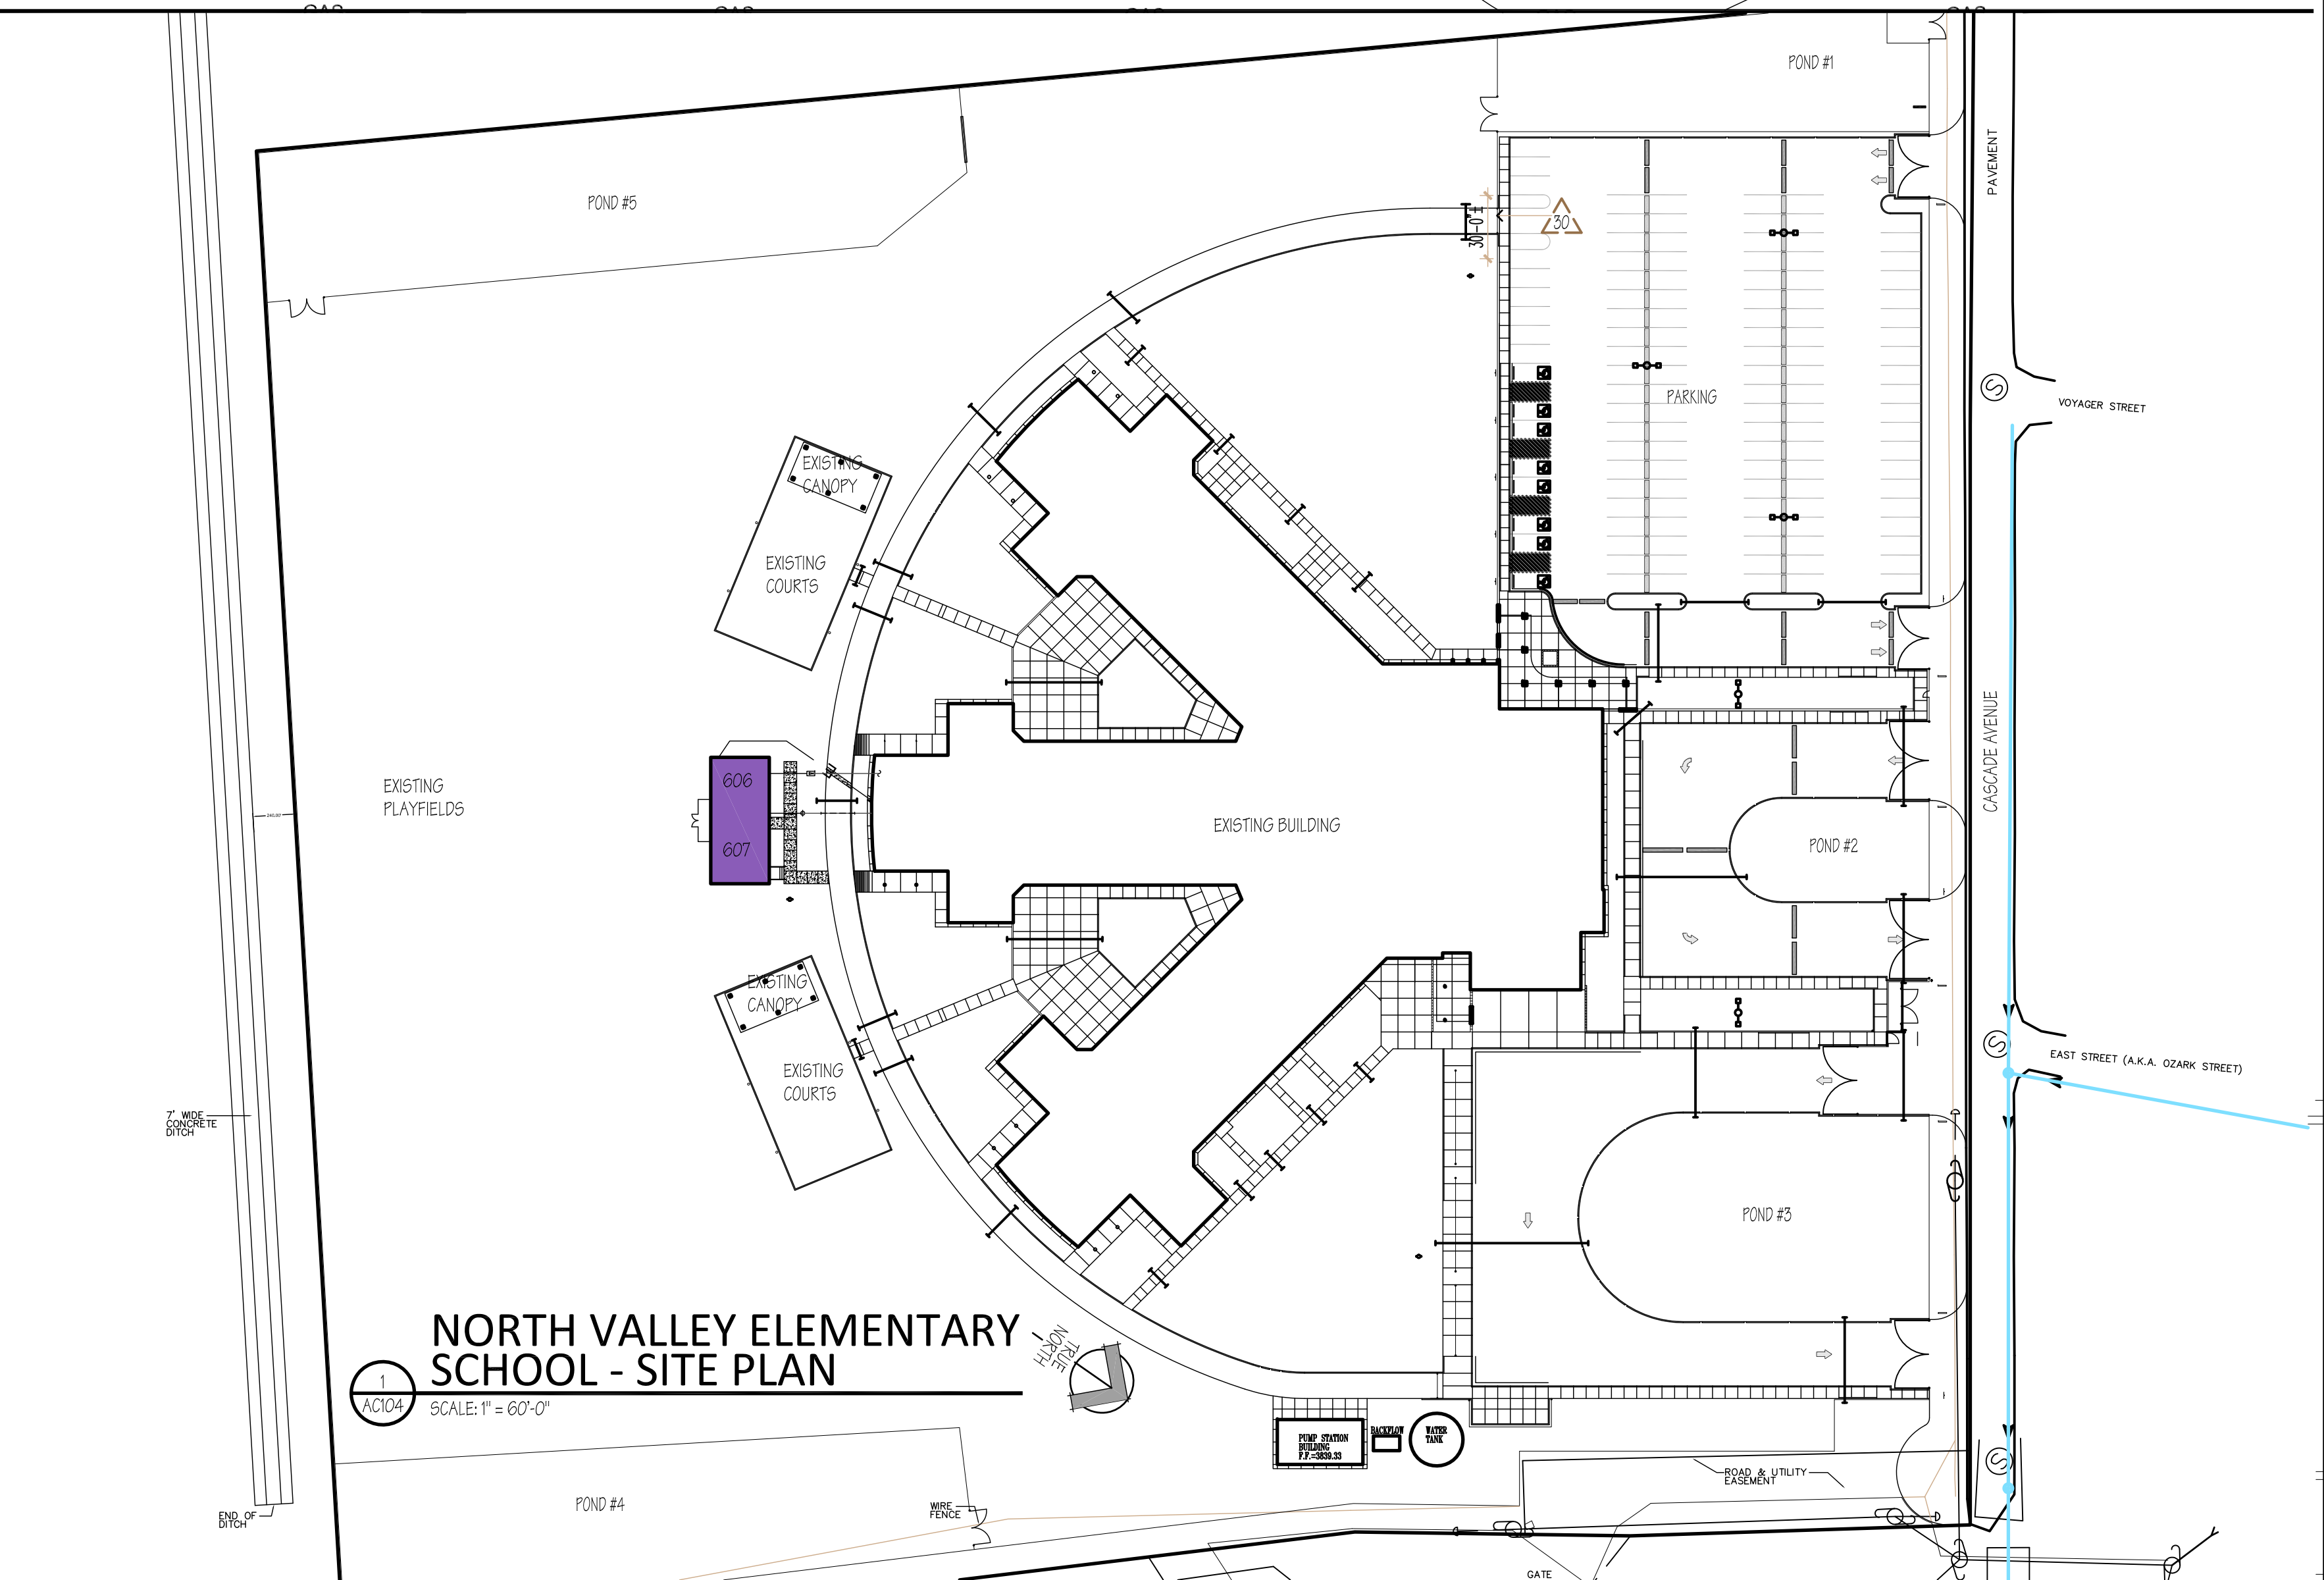 POND #1
PAVEMENT
POND #5
30'-0"±
30
VOYAGER STREET
PARKING
EXISTING
CANOPY
EXISTING
COURTS
CASCADE AVENUE
606
EXISTING
PLAYFIELDS
607
EXISTING BUILDING
POND #2
EXISTING
CANOPY
EXISTING
COURTS
EAST STREET (A.K.A. OZARK STREET)
7' WIDE
CONCRETE
DITCH
POND #3
NORTH VALLEY ELEMENTARY
SCHOOL - SITE PLAN
1
AC104
SCALE: 1" = 60'-0"
TRUE
NORTH
PUMP STATION
BUILDING
F.F.=3839.33
BACKFLOW
WATER
TANK
ROAD & UTILITY
EASEMENT
POND #4
WIRE
FENCE
END OF
DITCH
GATE
S
S
S